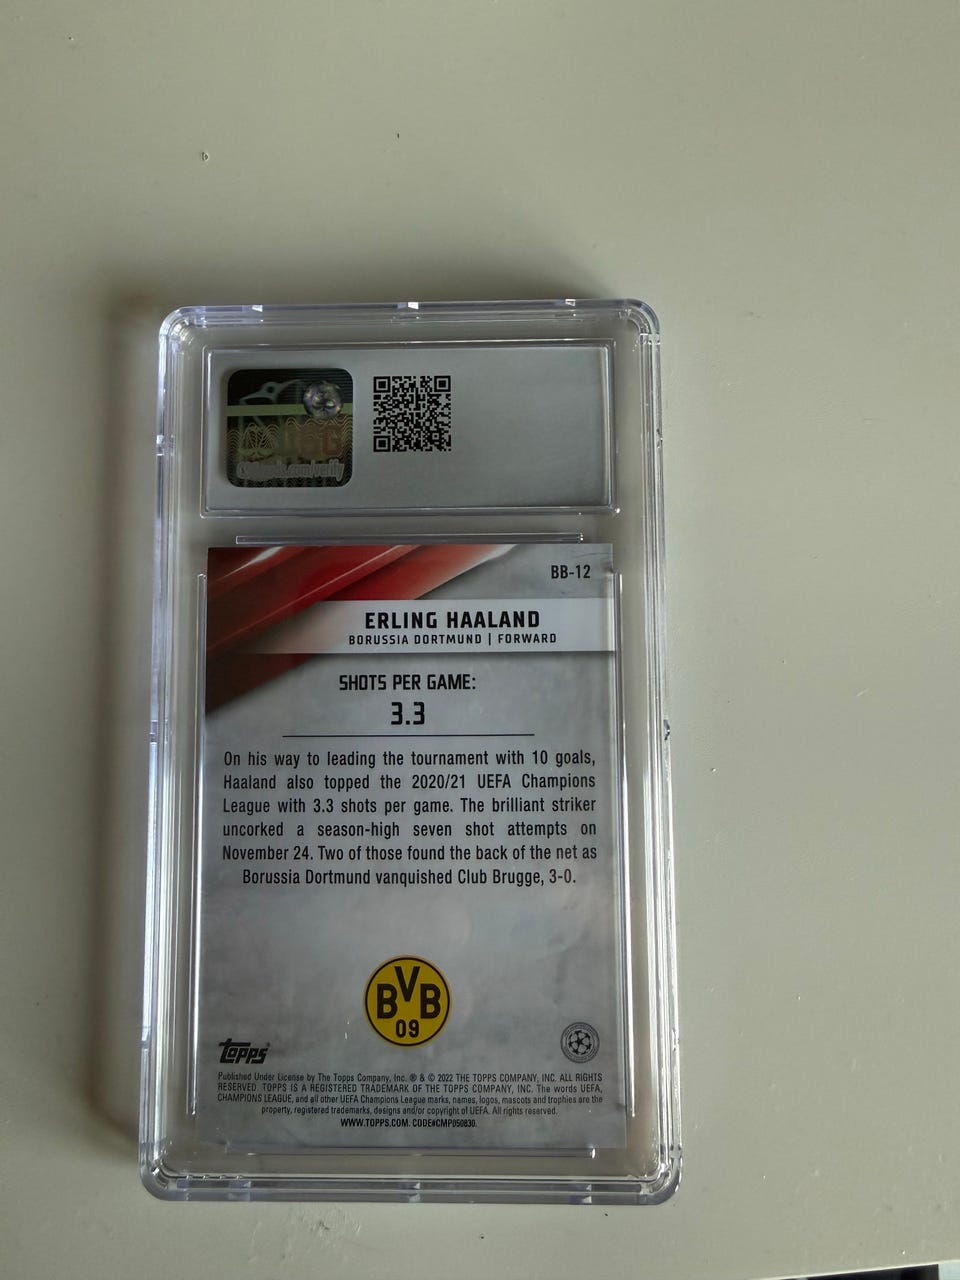 CSG
BB-12
ERLING HAALAND
BORUSSIA DORTMUND | FORWARD
SHOTS PER GAME:
3.3
On his way to leading the tournament with 10 goals,
Haaland also topped the 2020/21 UEFA Champions
League with 3.3 shots per game. The brilliant striker
uncorked a season-high seven shot attempts on
November 24. Two of those found the back of the net as
Borussia Dortmund vanquished Club Brugge, 3-0.
BVB
09
topps
Published Under License by The Topps Company, Inc. ® & © 2022 THE TOPPS COMPANY, INC. ALL RIGHTS
RESERVED. TOPPS IS A REGISTERED TRADEMARK OF THE TOPPS COMPANY, INC. The words UEFA,
CHAMPIONS LEAGUE, and all other UEFA Champions League marks, names, logos, mascots and trophies are the
property, registered trademarks, designs and/or copyright of UEFA. All rights reserved.
WWW.TOPPS.COM. CODE#CMP050830.